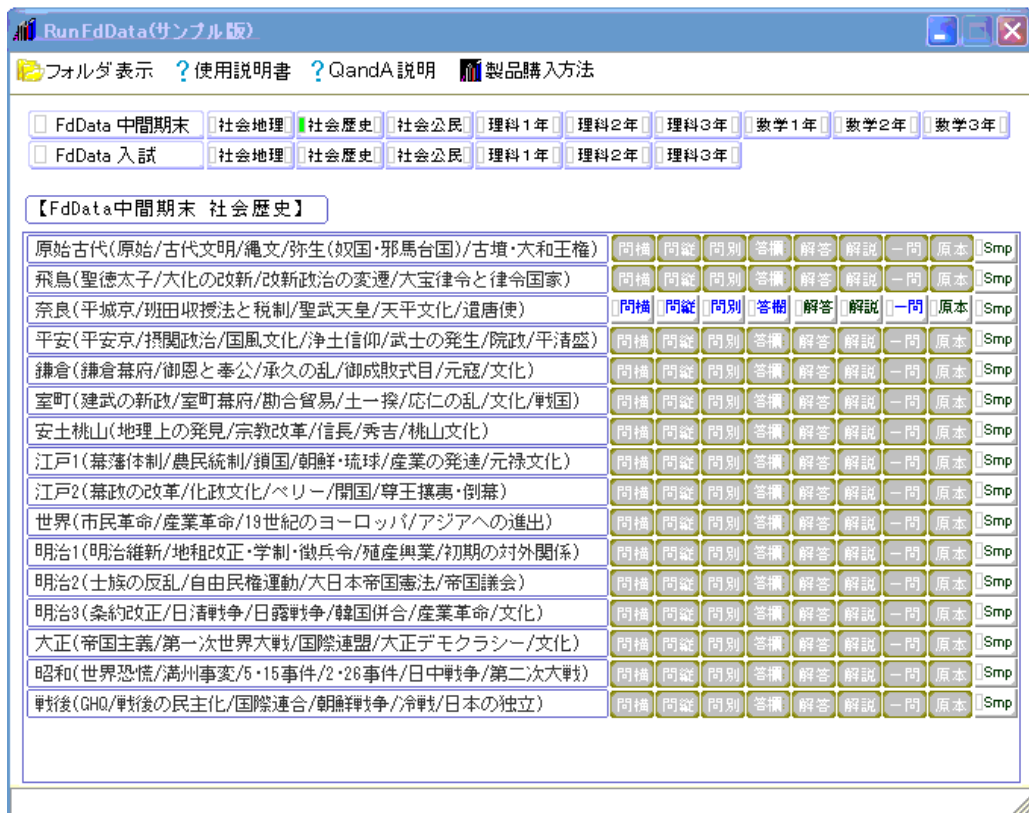 RunFdData(サンプル版)
フォルダ表示 ?使用説明書 ?QandA説明 製品購入方法
FdData 中間期末 社会地理 社会歴史 社会公民 理科1年 理科2年 理科3年 数学1年 数学2年 数学3年
FdData 入試 社会地理 社会歴史 社会公民 理科1年 理科2年 理科3年
【FdData中間期末 社会歴史】
原始古代(原始/古代文明/縄文/弥生(奴国・邪馬台国)/古墳・大和王権) 問横 問縦 問別 答欄 解答 解説 一問 原本 Smp
飛鳥(聖徳太子/大化の改新/改新政治の変遷/大宝律令と律令国家) 問横 問縦 問別 答欄 解答 解説 一問 原本 Smp
奈良(平城京/班田収授法と税制/聖武天皇/天平文化/遣唐使) 問横 問縦 問別 答欄 解答 解説 一問 原本 Smp
平安(平安京/摂関政治/国風文化/浄土信仰/武士の発生/院政/平清盛) 問横 問縦 問別 答欄 解答 解説 一問 原本 Smp
鎌倉(鎌倉幕府/御恩と奉公/承久の乱/御成敗式目/元寇/文化) 問横 問縦 問別 答欄 解答 解説 一問 原本 Smp
室町(建武の新政/室町幕府/勘合貿易/土一揆/応仁の乱/文化/戦国) 問横 問縦 問別 答欄 解答 解説 一問 原本 Smp
安土桃山(地理上の発見/宗教改革/信長/秀吉/桃山文化) 問横 問縦 問別 答欄 解答 解説 一問 原本 Smp
江戸1(幕藩体制/農民統制/鎖国/朝鮮・琉球/産業の発達/元禄文化) 問横 問縦 問別 答欄 解答 解説 一問 原本 Smp
江戸2(幕政の改革/化政文化/ペリー/開国/尊王攘夷・倒幕) 問横 問縦 問別 答欄 解答 解説 一問 原本 Smp
世界(市民革命/産業革命/19世紀のヨーロッパ/アジアへの進出) 問横 問縦 問別 答欄 解答 解説 一問 原本 Smp
明治1(明治維新/地租改正・学制・徴兵令/殖産興業/初期の対外関係) 問横 問縦 問別 答欄 解答 解説 一問 原本 Smp
明治2(士族の反乱/自由民権運動/大日本帝国憲法/帝国議会) 問横 問縦 問別 答欄 解答 解説 一問 原本 Smp
明治3(条約改正/日清戦争/日露戦争/韓国併合/産業革命/文化) 問横 問縦 問別 答欄 解答 解説 一問 原本 Smp
大正(帝国主義/第一次世界大戦/国際連盟/大正デモクラシー/文化) 問横 問縦 問別 答欄 解答 解説 一問 原本 Smp
昭和(世界恐慌/満州事変/5・15事件/2・26事件/日中戦争/第二次大戦) 問横 問縦 問別 答欄 解答 解説 一問 原本 Smp
戦後(GHQ/戦後の民主化/国際連合/朝鮮戦争/冷戦/日本の独立) 問横 問縦 問別 答欄 解答 解説 一問 原本 Smp